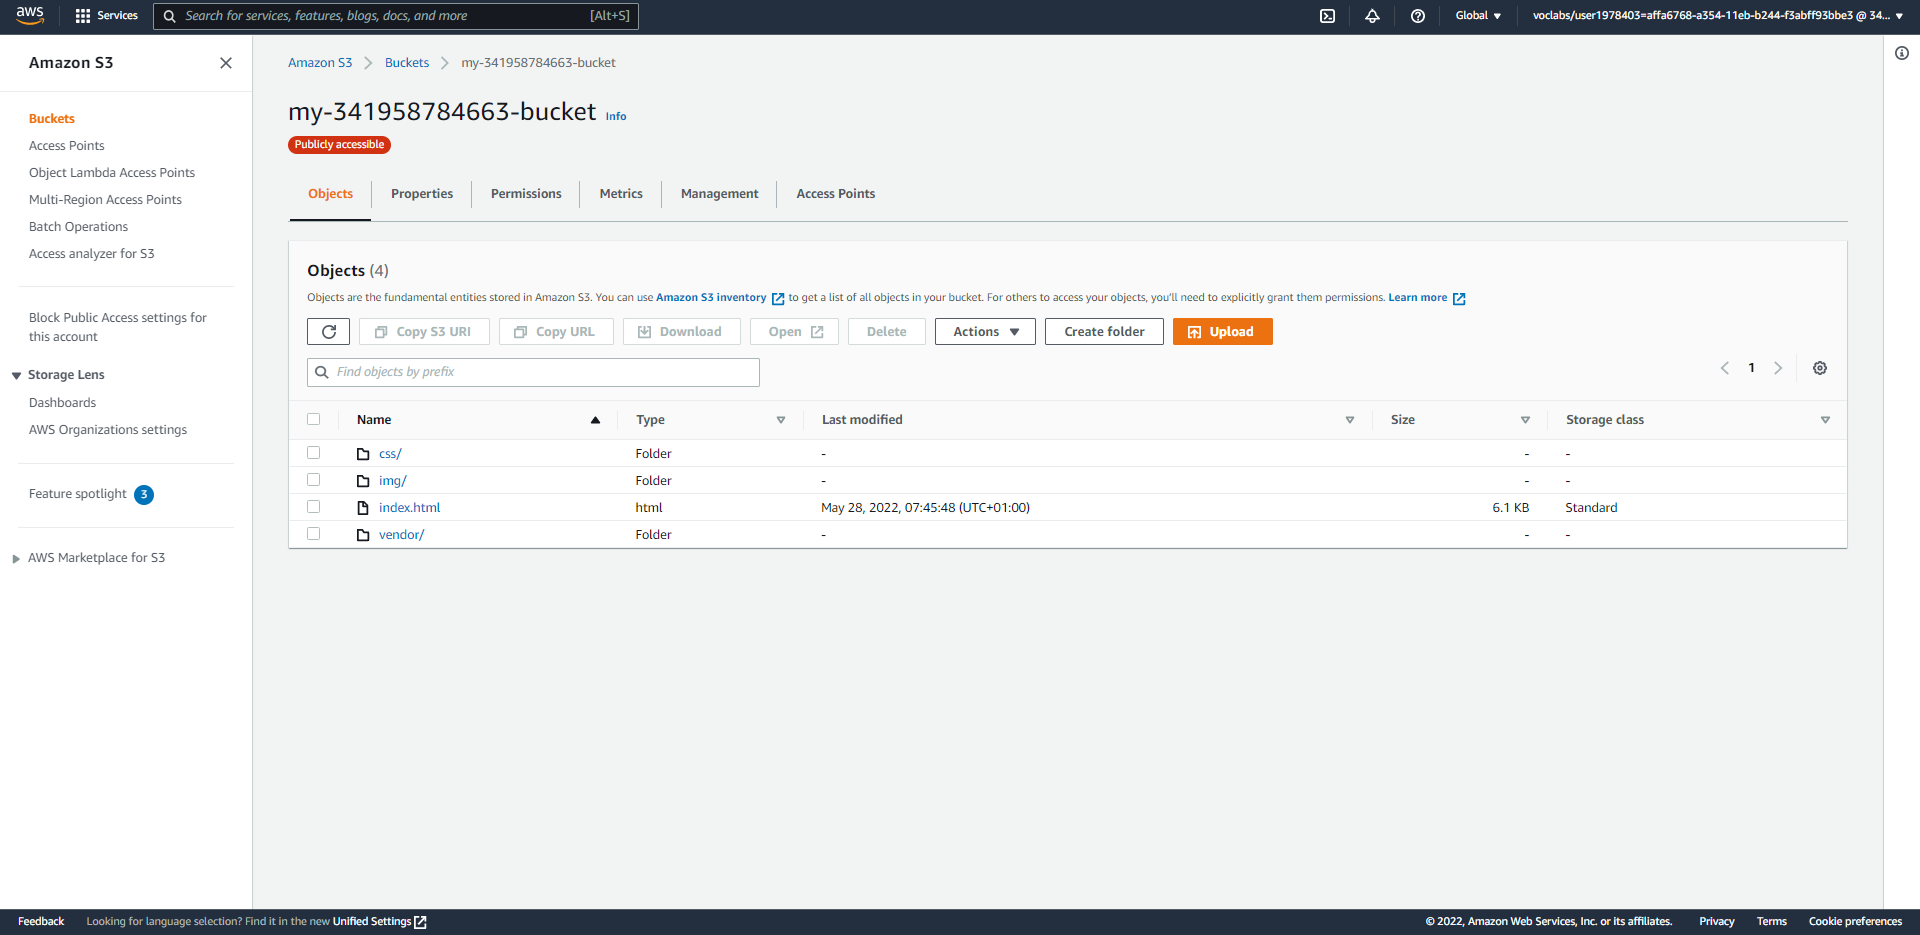 aws Services Search for services, features, blogs, docs, and more [Alt+S] Global voclabs/user1978403=affa6768-a354-11eb-b244-f3abff93bbe3 @ 34...
Amazon S3
Buckets
Access Points
Object Lambda Access Points
Multi-Region Access Points
Batch Operations
Access analyzer for S3
Block Public Access settings for
this account
Storage Lens
Dashboards
AWS Organizations settings
Feature spotlight 3
AWS Marketplace for S3
Amazon S3 Buckets my-341958784663-bucket
my-341958784663-bucket Info
Publicly accessible
Objects Properties Permissions Metrics Management Access Points
Objects (4)
Objects are the fundamental entities stored in Amazon S3. You can use Amazon S3 inventory to get a list of all objects in your bucket. For others to access your objects, you'll need to explicitly grant them permissions. Learn more
Copy S3 URI Copy URL Download Open Delete Actions Create folder Upload
Find objects by prefix 1
Name Type Last modified Size Storage class
css/ Folder - - -
img/ Folder - - -
index.html html May 28, 2022, 07:45:48 (UTC+01:00) 6.1 KB Standard
vendor/ Folder - - -
Feedback Looking for language selection? Find it in the new Unified Settings © 2022, Amazon Web Services, Inc. or its affiliates. Privacy Terms Cookie preferences